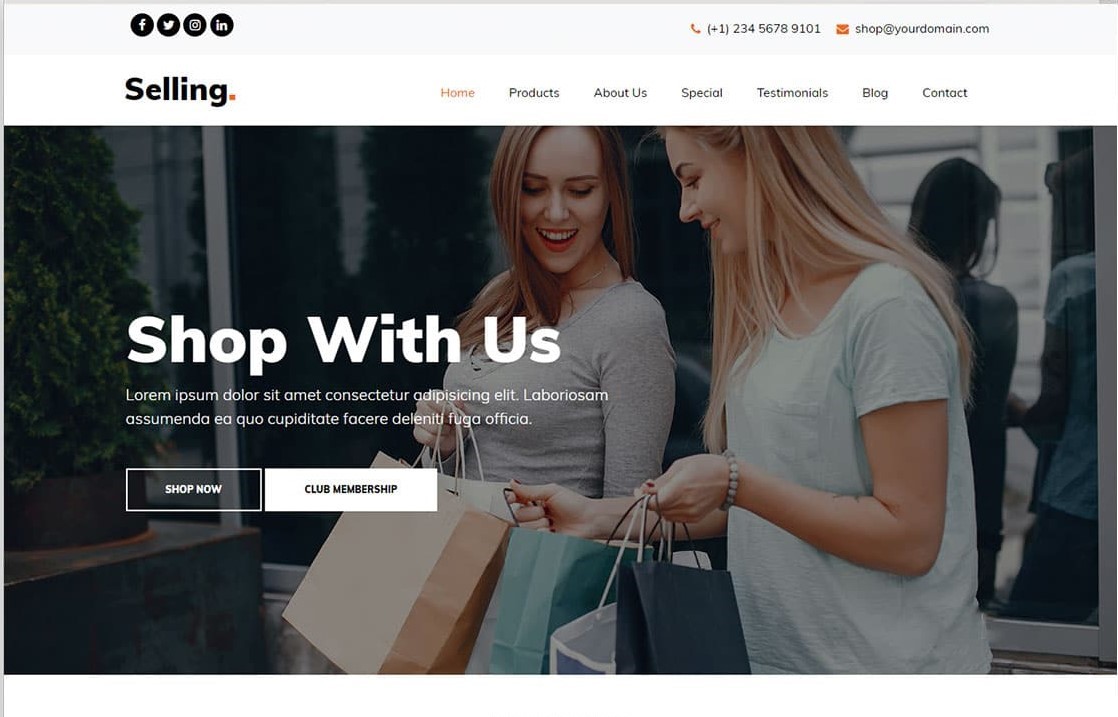 (+1) 234 5678 9101 shop@yourdomain.com
Selling.
Home Products About Us Special Testimonials Blog Contact
Shop With Us
Lorem ipsum dolor sit amet consectetur adipisicing elit. Laboriosam
assumenda ea quo cupiditate facere deleniti fuga officia.
SHOP NOW CLUB MEMBERSHIP